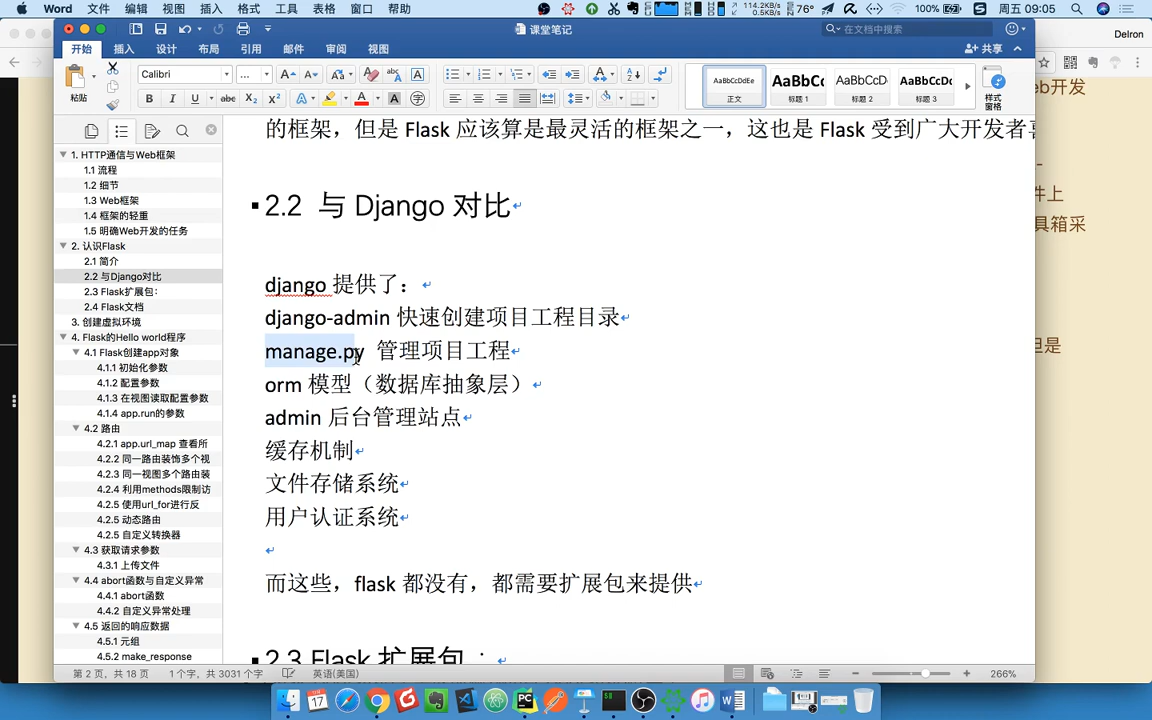 Word 文件 编辑 视图 插入 格式 工具 表格 窗口 帮助
114.2KB/s
0.5KB/s
76° 100% 周五 09:05
课堂笔记
在文档中搜索
Delron
开始 插入 设计 布局 引用 邮件 审阅 视图
共享
粘贴
Calibri
AaBbCcDdEe AaBbCc AaBbCcD AaBbCcDc
正文 标题 1 标题 2 标题 3
样式
窗格
1. HTTP通信与Web框架
1.1 流程
1.2 细节
1.3 Web框架
1.4 框架的轻重
1.5 明确Web开发的任务
2. 认识Flask
2.1 简介
2.2 与Django对比
2.3 Flask扩展包:
2.4 Flask文档
3. 创建虚拟环境
4. Flask的Hello world程序
4.1 Flask创建app对象
4.1.1 初始化参数
4.1.2 配置参数
4.1.3 在视图读取配置参数
4.1.4 app.run的参数
4.2 路由
4.2.1 app.url_map 查看所
4.2.2 同一路由装饰多个视
4.2.3 同一视图多个路由装
4.2.4 利用methods限制访
4.2.5 使用url_for进行反
4.2.5 动态路由
4.2.5 自定义转换器
4.3 获取请求参数
4.3.1 上传文件
4.4 abort函数与自定义异常
4.4.1 abort函数
4.4.2 自定义异常处理
4.5 返回的响应数据
4.5.1 元组
4.5.2 make_response
的框架，但是 Flask 应该算是最灵活的框架之一，这也是 Flask 受到广大开发者喜
2.2 与 Django 对比
django 提供了：
django-admin 快速创建项目工程目录
manage.py 管理项目工程
orm 模型（数据库抽象层）
admin 后台管理站点
缓存机制
文件存储系统
用户认证系统
而这些，flask 都没有，都需要扩展包来提供
2.3 Flask 扩展包：
eb开发
件上
具箱采
但是
第 2 页，共 18 页 1 个字，共 3031 个字 英语(美国)
266%